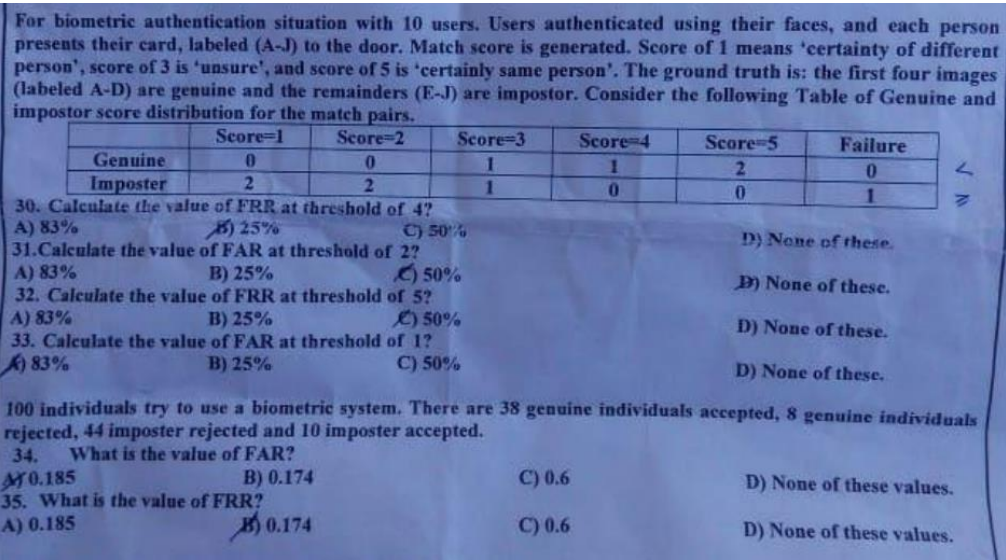 For biometric authentication situation with 10 users. Users authenticated using their faces, and each person
presents their card, labeled (A-J) to the door. Match score is generated. Score of 1 means 'certainty of different
person', score of 3 is 'unsure', and score of 5 is 'certainly same person'. The ground truth is: the first four images
(labeled A-D) are genuine and the remainders (E-J) are impostor. Consider the following Table of Genuine and
impostor score distribution for the match pairs.
Score=1 Score=2 Score=3 Score=4 Score=5 Failure
Genuine 0 0 1 1 2 0
Imposter 2 2 1 0 0 1
30. Calculate the value of FRR at threshold of 4?
A) 83% B) 25% C) 50% D) None of these.
31.Calculate the value of FAR at threshold of 2?
A) 83% B) 25% C) 50% D) None of these.
32. Calculate the value of FRR at threshold of 5?
A) 83% B) 25% C) 50% D) None of these.
33. Calculate the value of FAR at threshold of 1?
A) 83% B) 25% C) 50% D) None of these.
100 individuals try to use a biometric system. There are 38 genuine individuals accepted, 8 genuine individuals
rejected, 44 imposter rejected and 10 imposter accepted.
34. What is the value of FAR?
A) 0.185 B) 0.174 C) 0.6 D) None of these values.
35. What is the value of FRR?
A) 0.185 B) 0.174 C) 0.6 D) None of these values.